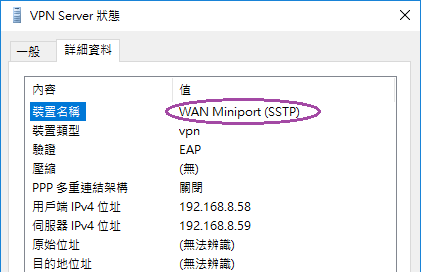 VPN Server 狀態
一般 詳細資料
內容 值
裝置名稱 WAN Miniport (SSTP)
裝置類型 vpn
驗證 EAP
壓縮 (無)
PPP 多重連結架構 關閉
用戶端 IPv4 位址 192.168.8.58
伺服器 IPv4 位址 192.168.8.59
原始位址 (無法辨識)
目的地位址 (無法辨識)